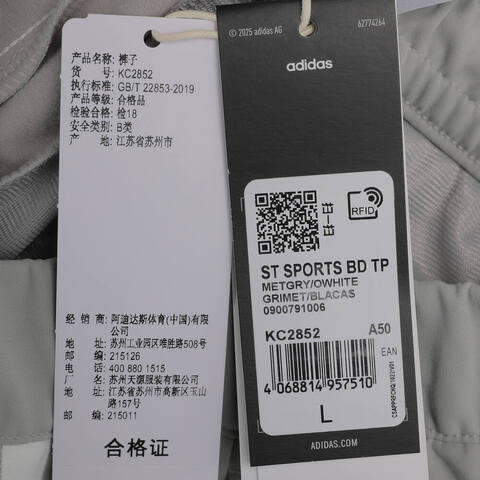 产品名称: 裤子
货 号: KC2852
执行标准: GB/T 22853-2019
产品等级: 合格品
检验合格: 检18
安全类别: B类
产 地: 江苏省苏州市
经 销 商: 阿迪达斯体育(中国)有限
公司
地 址: 苏州工业园区唯胜路508号
邮 编: 215126
电 话: 400 880 1515
厂 名: 苏州天源服装有限公司
地 址: 江苏省苏州市高新区玉山
路157号
邮 编: 215011
合格证
© 2025 adidas AG
62774264
adidas
RFID
ST SPORTS BD TP
METGRY/OWHITE
GRIMET/BLACAS
0900791006
KC2852 A50
EAN
4 068814 957510
L
ADIDAS.COM